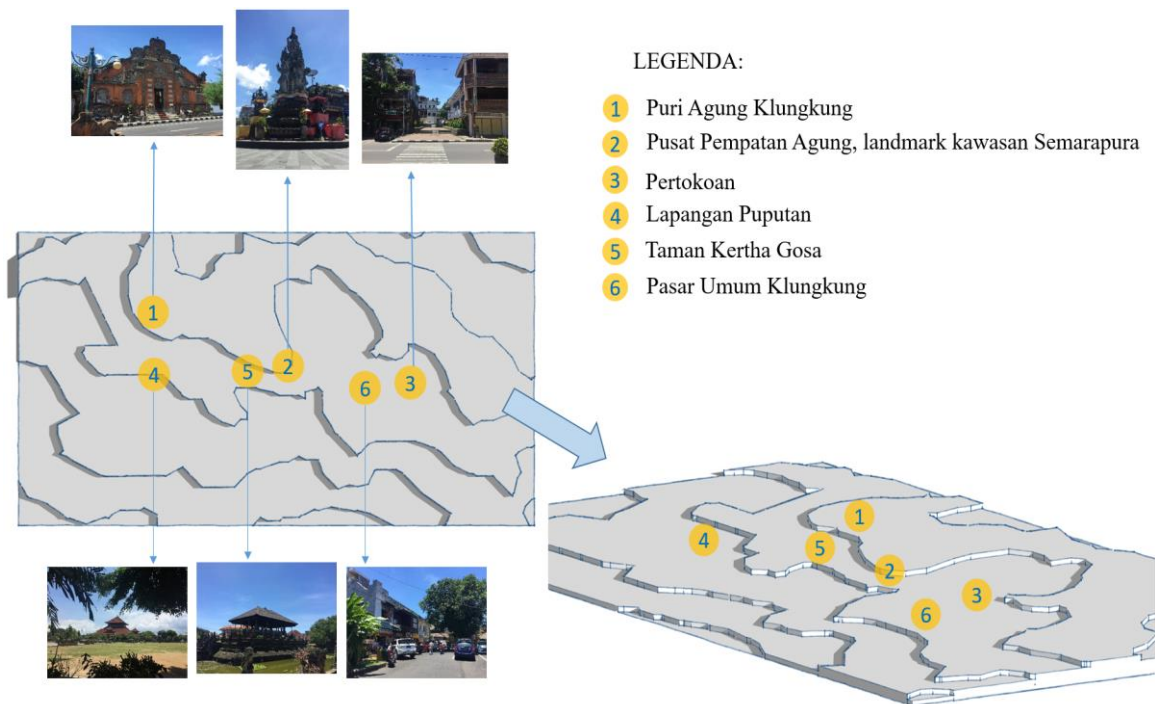 LEGENDA:
1 Puri Agung Klungkung
2 Pusat Pempatan Agung, landmark kawasan Semarapura
3 Pertokoan
4 Lapangan Puputan
5 Taman Kertha Gosa
6 Pasar Umum Klungkung
1
2
3
4
5
6
1
2
3
4
5
6